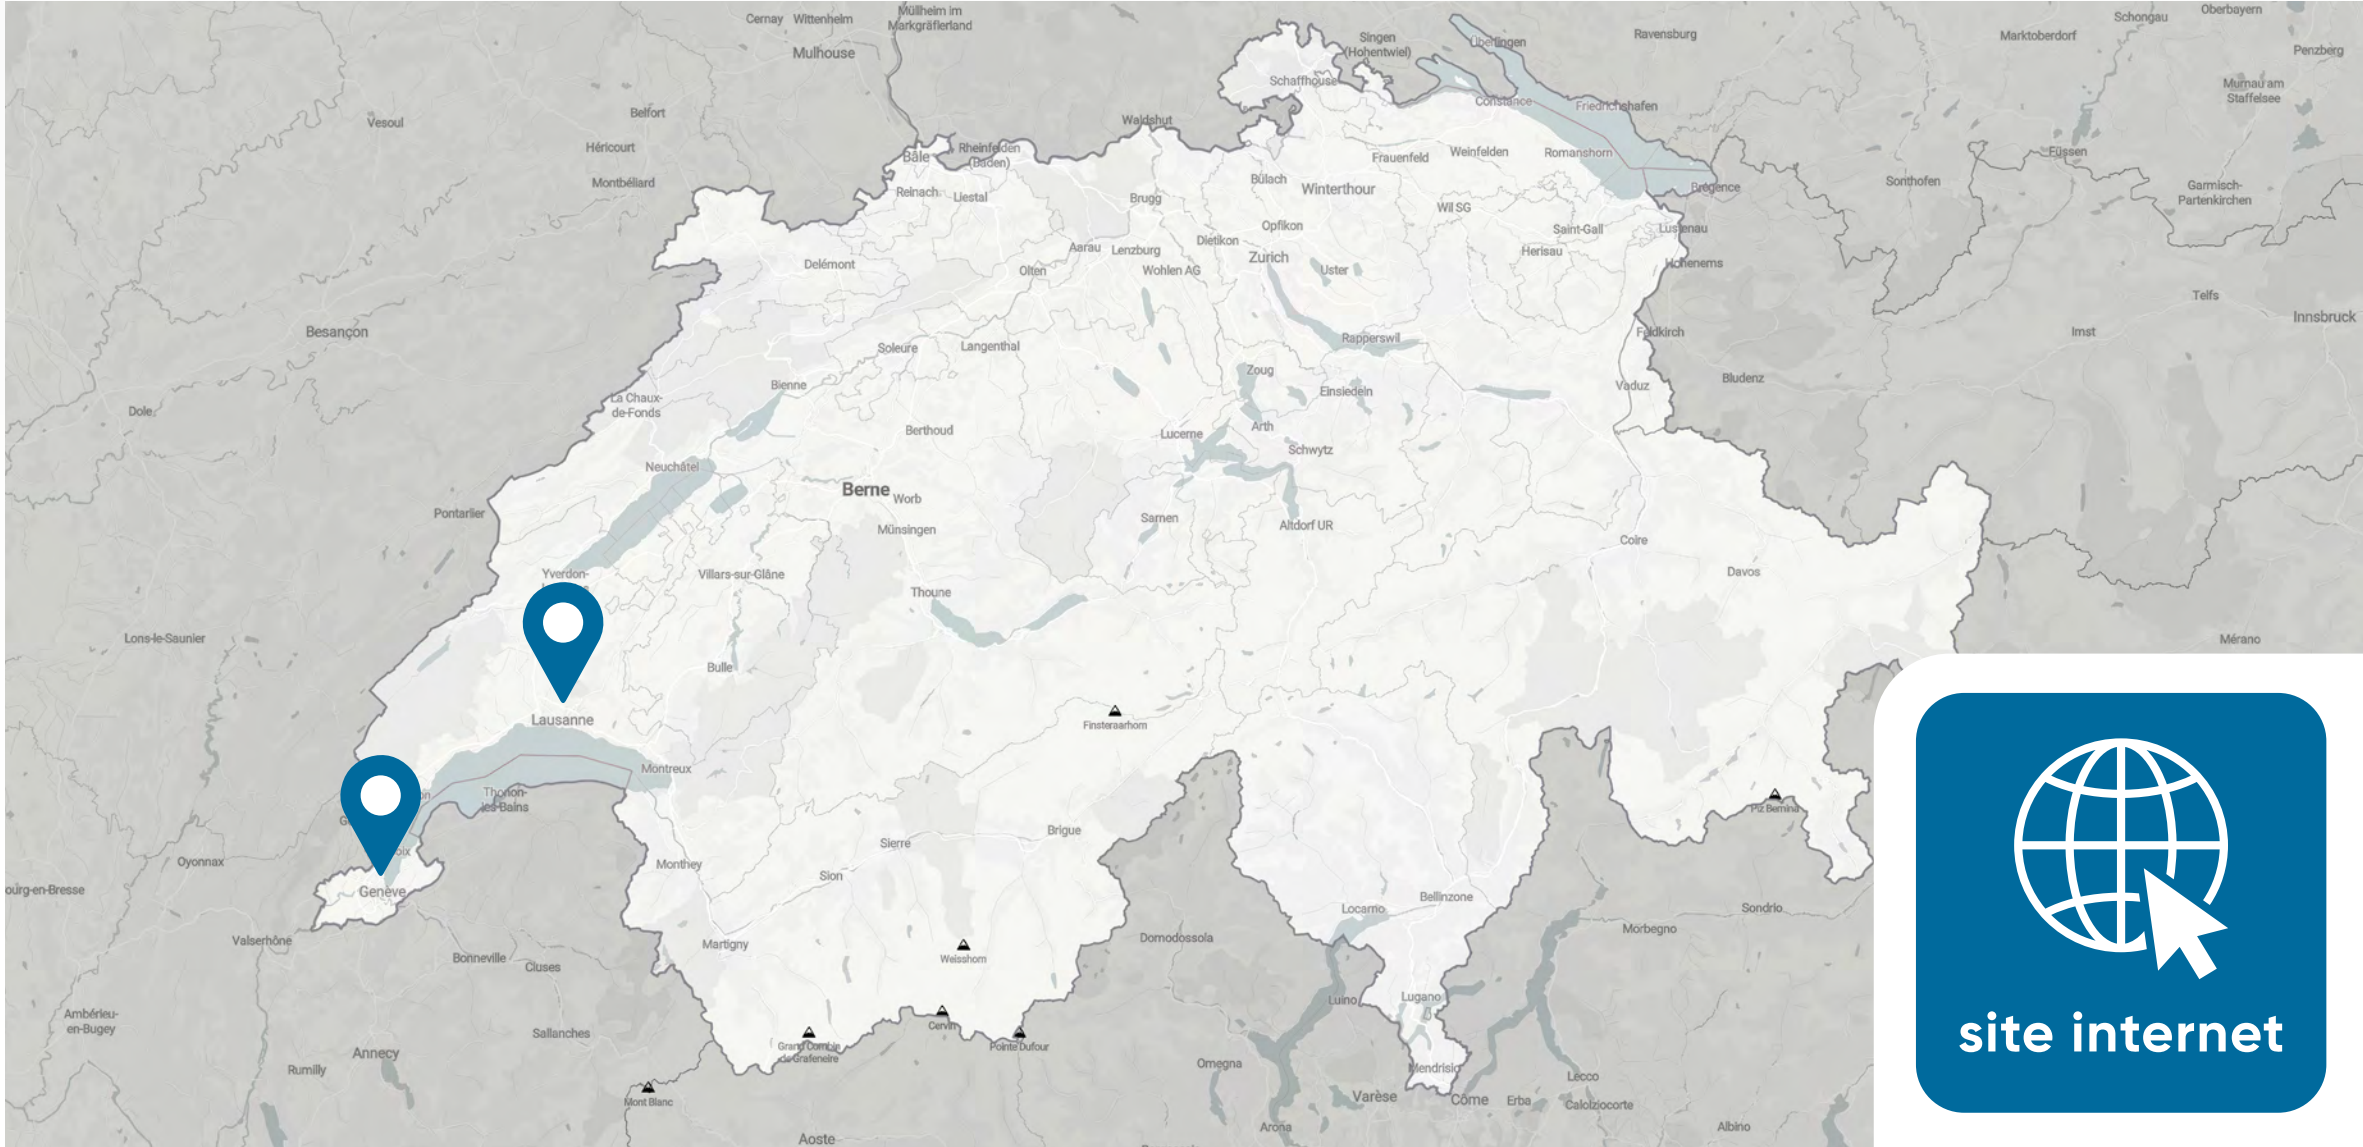 Müllheim im
Markgräflerland
Cernay
Wittenheim
Mulhouse
Oberbayern
Schongau
Singen
(Hohentwiel)
Überlingen
Ravensburg
Marktoberdorf
Penzberg
Schaffhouse
Murnau am
Staffelsee
Constance
Friedrichshafen
Belfort
Vesoul
Waldshut
Héricourt
Bâle
Rheinfelden
(Baden)
Frauenfeld
Weinfelden
Romanshorn
Füssen
Montbéliard
Reinach
Liestal
Brugg
Bülach
Winterthour
Brégence
Sonthofen
Garmisch-
Partenkirchen
Wil SG
Opfikon
Saint-Gall
Lustenau
Aarau
Lenzburg
Dietikon
Zurich
Herisau
Hohenems
Delémont
Olten
Wohlen AG
Uster
Telfs
Besançon
Innsbruck
Imst
Feldkirch
Rapperswil
Soleure
Langenthal
Zoug
Einsiedeln
Vaduz
Bludenz
Bienne
La Chaux-
de-Fonds
Dole
Berthoud
Lucerne
Arth
Schwytz
Neuchâtel
Berne
Worb
Pontarlier
Münsingen
Sarnen
Altdorf UR
Coire
Davos
Yverdon-
Villars-sur-Glâne
Thoune
Lons-le-Saunier
Mérano
Bulle
Lausanne
Finsteraarhorn
Montreux
Thonon-
les-Bains
Piz Bernina
Brigue
Sierre
Oyonnax
Monthey
Sion
ourg-en-Bresse
Genève
Bellinzone
Locarno
Sondrio
Morbegno
Valserhône
Martigny
Domodossola
Bonneville
Cluses
Weisshorn
Luino
Lugano
Ambérieu-
en-Bugey
Sallanches
Cervin
Grand Combin
de Grafeneire
Pointe Dufour
Annecy
Rumilly
Omegna
Mendrisio
Lecco
Mont Blanc
Varèse
Côme
Erba
Calolziocorte
Arona
Albino
Aoste
site internet